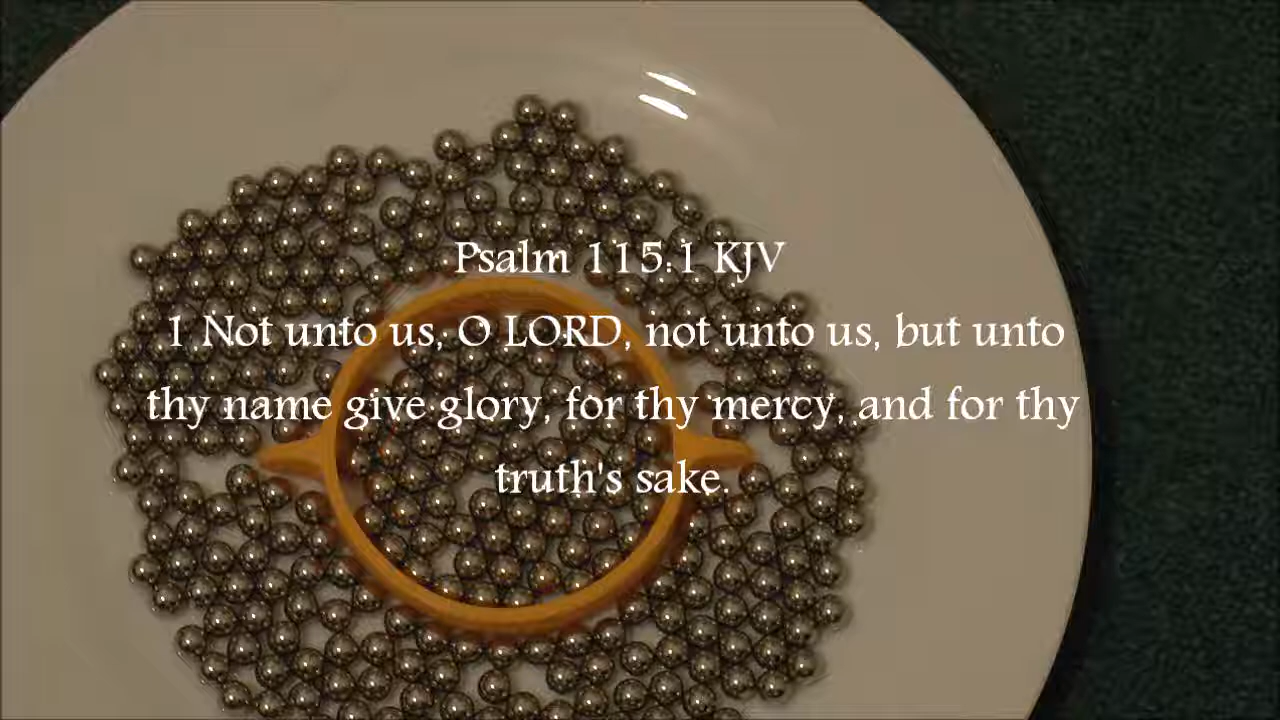 Psalm 115:1 KJV
1 Not unto us, O LORD, not unto us, but unto
thy name give glory, for thy mercy, and for thy
truth's sake.